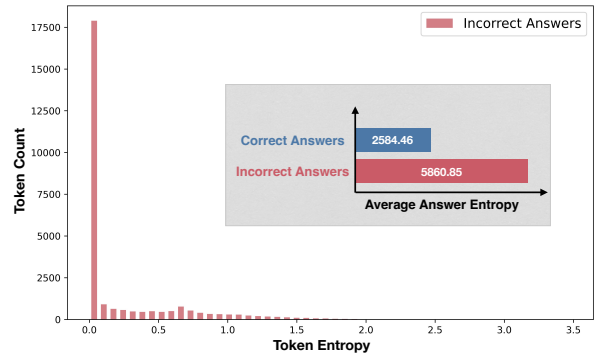 Incorrect Answers
17500
15000
12500
10000
7500
5000
2500
0
Token Count
Correct Answers 2584.46
Incorrect Answers 5860.85
Average Answer Entropy
0.0 0.5 1.0 1.5 2.0 2.5 3.0 3.5
Token Entropy